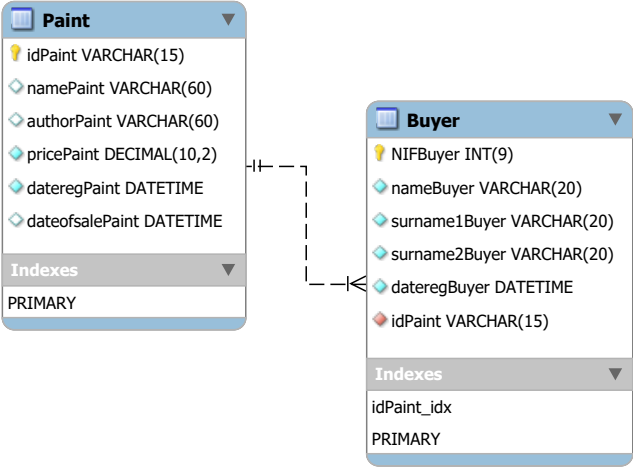 Paint
idPaint VARCHAR(15)
namePaint VARCHAR(60)
authorPaint VARCHAR(60)
pricePaint DECIMAL(10,2)
dateregPaint DATETIME
dateofsalePaint DATETIME
Indexes
PRIMARY
Buyer
NIFBuyer INT(9)
nameBuyer VARCHAR(20)
surname1Buyer VARCHAR(20)
surname2Buyer VARCHAR(20)
dateregBuyer DATETIME
idPaint VARCHAR(15)
Indexes
idPaint_idx
PRIMARY